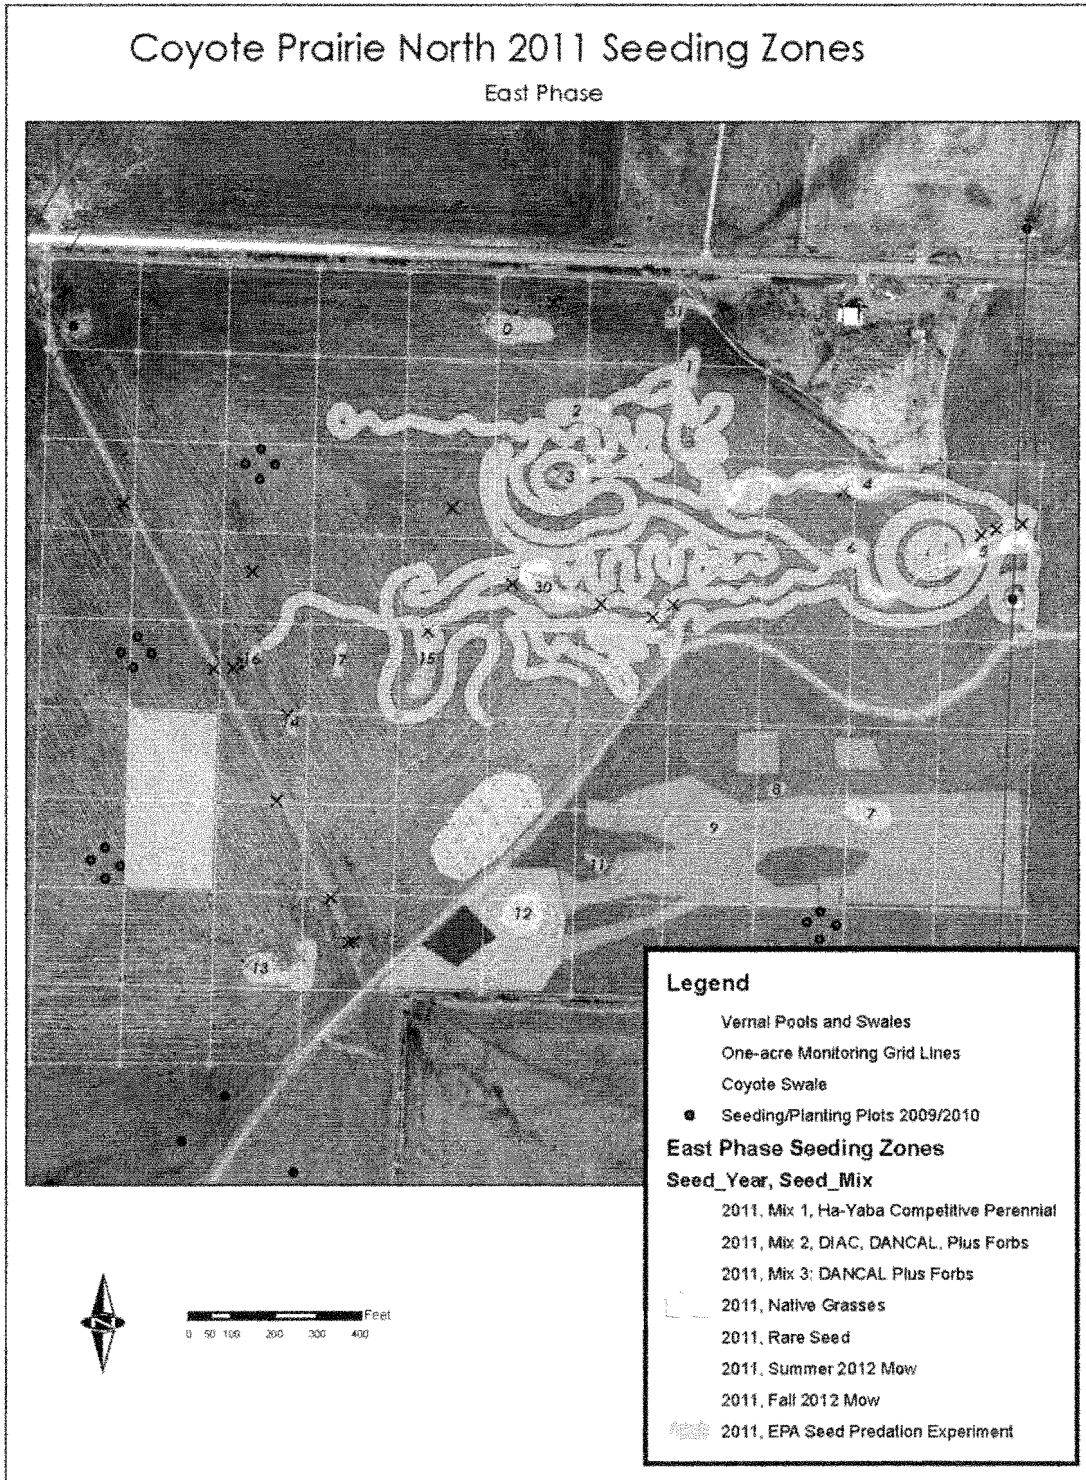 Coyote Prairie North 2011 Seeding Zones
East Phase
0
1
2
3
4
5
6
30
16
17
15
8
7
9
11
12
13
Legend
Vernal Pools and Swales
One-acre Monitoring Grid Lines
Coyote Swale
Seeding/Planting Plots 2009/2010
East Phase Seeding Zones
Seed_Year, Seed_Mix
2011, Mix 1, Ha-Yaba Competitive Perennial
2011, Mix 2, DIAC, DANCAL, Plus Forbs
2011, Mix 3; DANCAL Plus Forbs
2011, Native Grasses
2011, Rare Seed
2011, Summer 2012 Mow
2011, Fall 2012 Mow
2011, EPA Seed Predation Experiment
N
Feet
0 50 100 200 300 400